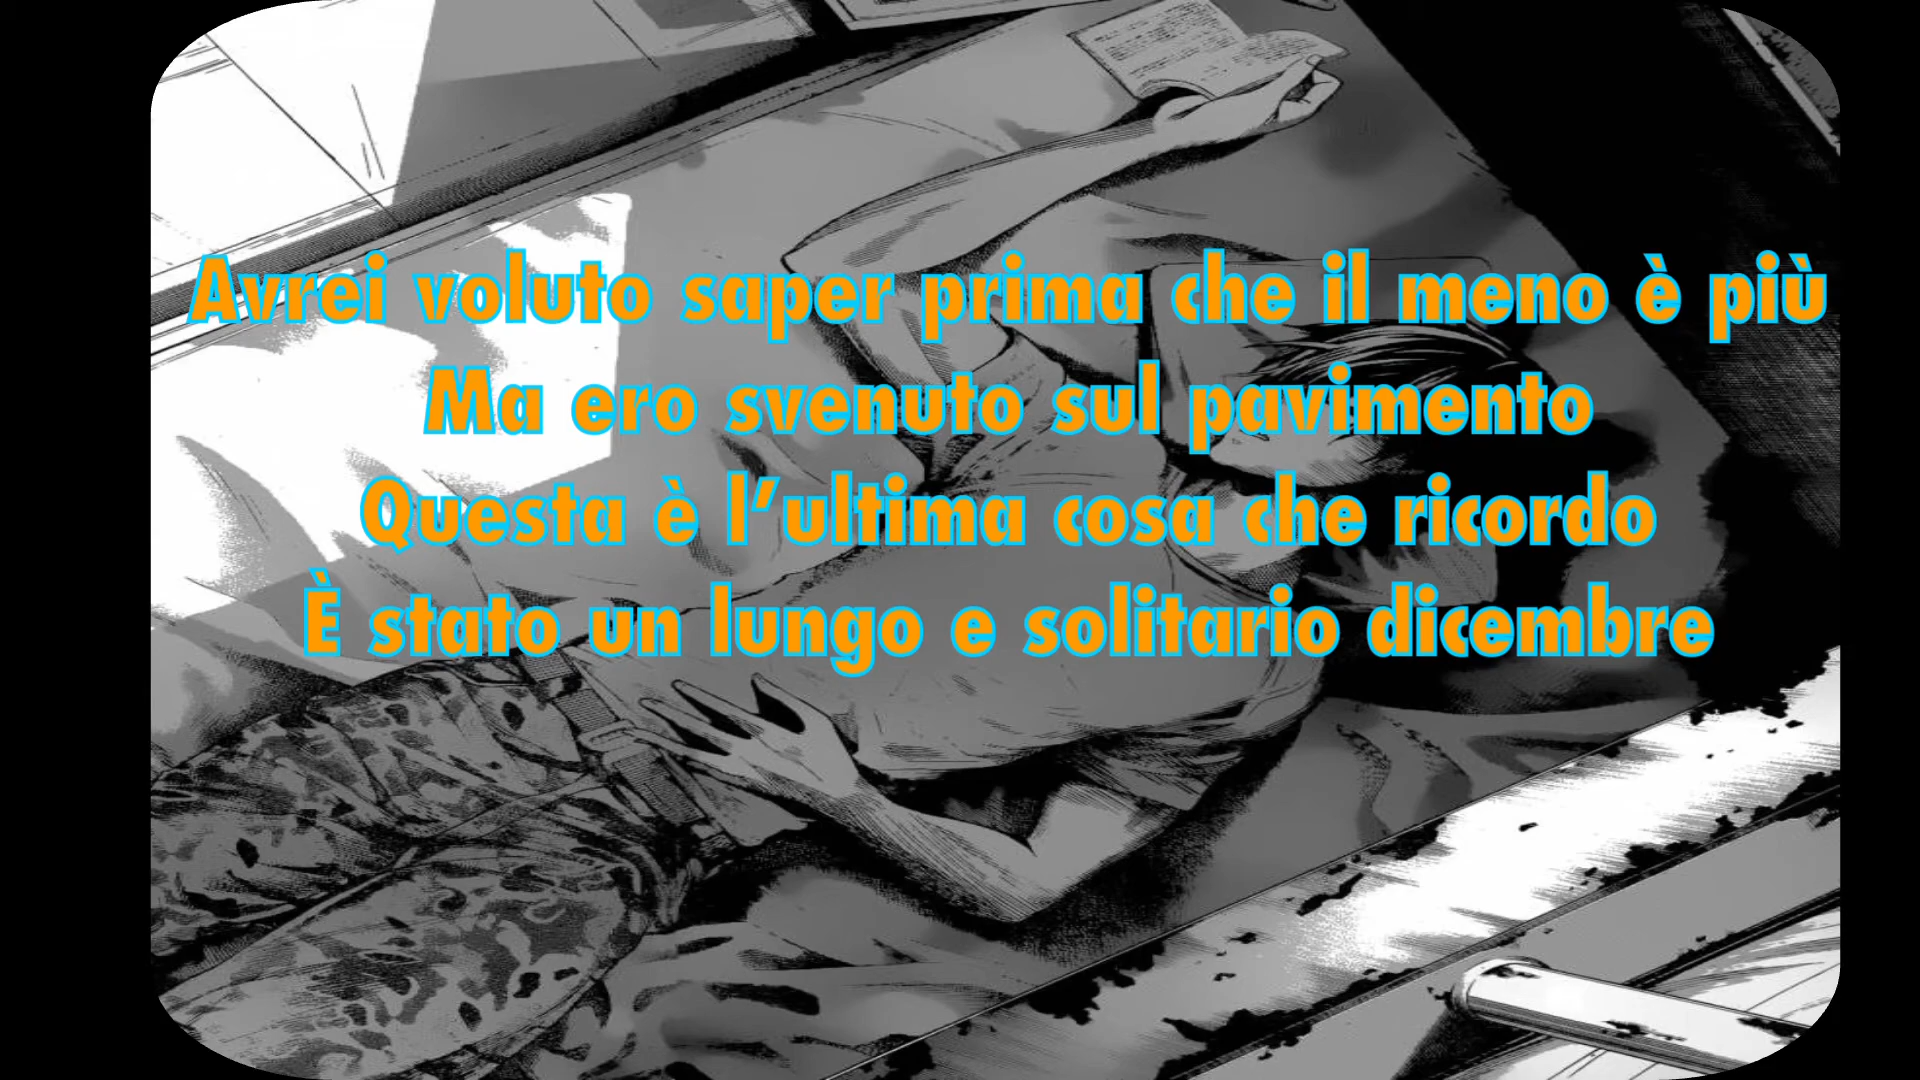 Avrei voluto saper prima che il meno è più
Ma ero svenuto sul pavimento
Questa è l’ultima cosa che ricordo
È stato un lungo e solitario dicembre